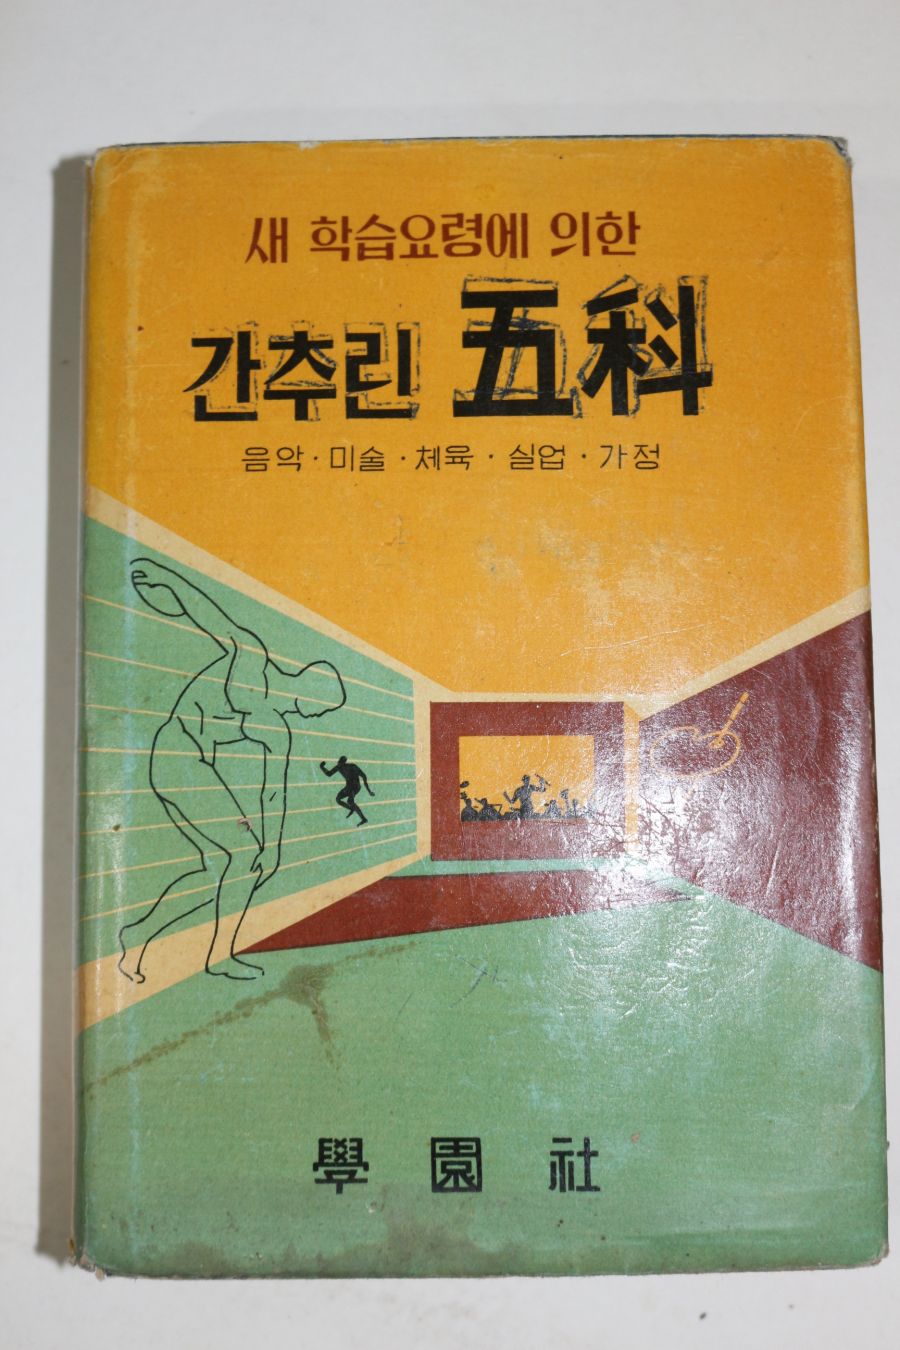 새 학습요령에 의한
간추린 五科
음악·미술·체육·실업·가정
學園社